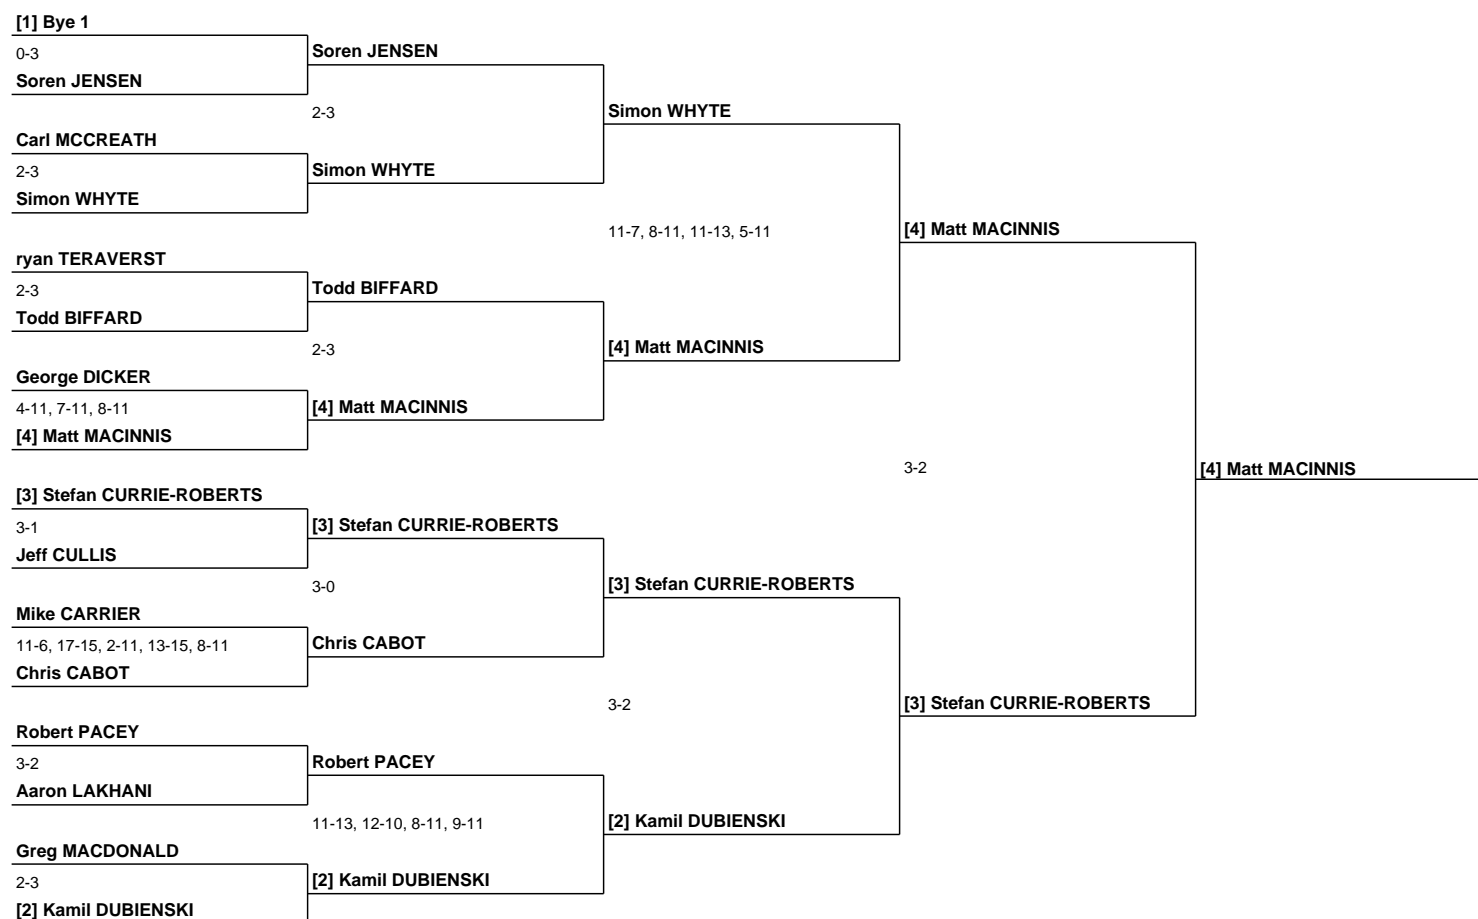 [1] Bye 1
0-3
Soren JENSEN
Carl MCCREATH
2-3
Simon WHYTE
ryan TERAVERST
2-3
Todd BIFFARD
George DICKER
4-11, 7-11, 8-11
[4] Matt MACINNIS
[3] Stefan CURRIE-ROBERTS
3-1
Jeff CULLIS
Mike CARRIER
11-6, 17-15, 2-11, 13-15, 8-11
Chris CABOT
Robert PACEY
3-2
Aaron LAKHANI
Greg MACDONALD
2-3
[2] Kamil DUBIENSKI
Soren JENSEN
2-3
Simon WHYTE
Todd BIFFARD
2-3
[4] Matt MACINNIS
[3] Stefan CURRIE-ROBERTS
3-0
Chris CABOT
Robert PACEY
11-13, 12-10, 8-11, 9-11
[2] Kamil DUBIENSKI
Simon WHYTE
11-7, 8-11, 11-13, 5-11
[4] Matt MACINNIS
[3] Stefan CURRIE-ROBERTS
3-2
[2] Kamil DUBIENSKI
[4] Matt MACINNIS
3-2
[3] Stefan CURRIE-ROBERTS
[4] Matt MACINNIS